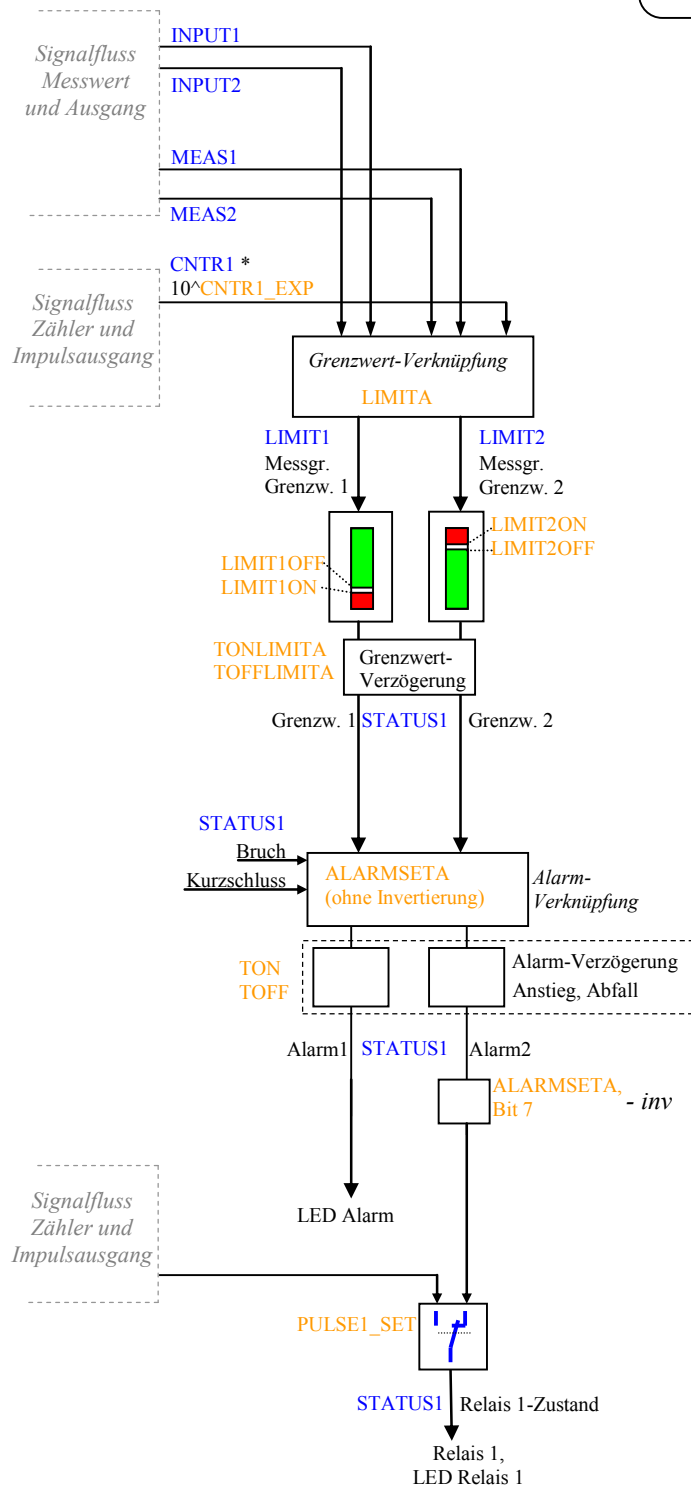 INPUT1
Signalfluss
Messwert
und Ausgang
INPUT2
MEAS1
MEAS2
CNTR1 *
10^CNTR1_EXP
Signalfluss
Zähler und
Impulsausgang
Grenzwert-Verknüpfung
LIMITA
LIMIT1
Messgr.
Grenzw. 1
LIMIT2
Messgr.
Grenzw. 2
LIMIT2ON
LIMIT2OFF
LIMIT1OFF
LIMIT1ON
TONLIMITA
TOFFLIMITA
Grenzwert-
Verzögerung
Grenzw. 1 STATUS1 Grenzw. 2
STATUS1
Bruch
Kurzschluss
ALARMSETA
(ohne Invertierung)
Alarm-
Verknüpfung
TON
TOFF
Alarm-Verzögerung
Anstieg, Abfall
Alarm1 STATUS1 Alarm2
ALARMSETA,
Bit 7
- inv
Signalfluss
Zähler und
Impulsausgang
LED Alarm
PULSE1_SET
STATUS1 Relais 1-Zustand
Relais 1,
LED Relais 1